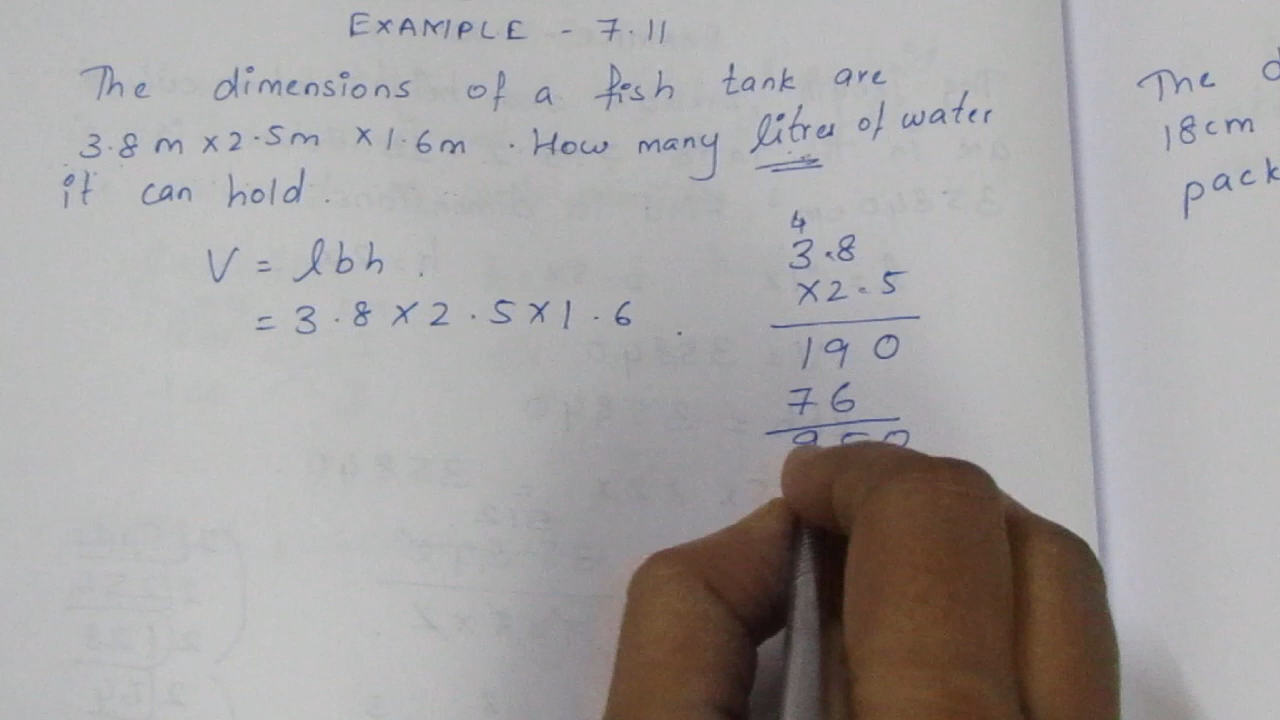 EXAMPLE - 7.11
The dimensions of a fish tank are
3.8 m x 2.5m x 1.6m . How many litres of water
it can hold.
V = lbh.
= 3.8 x 2.5 x 1.6
4
3.8
x2.5
190
76
950
The d
18cm
pack